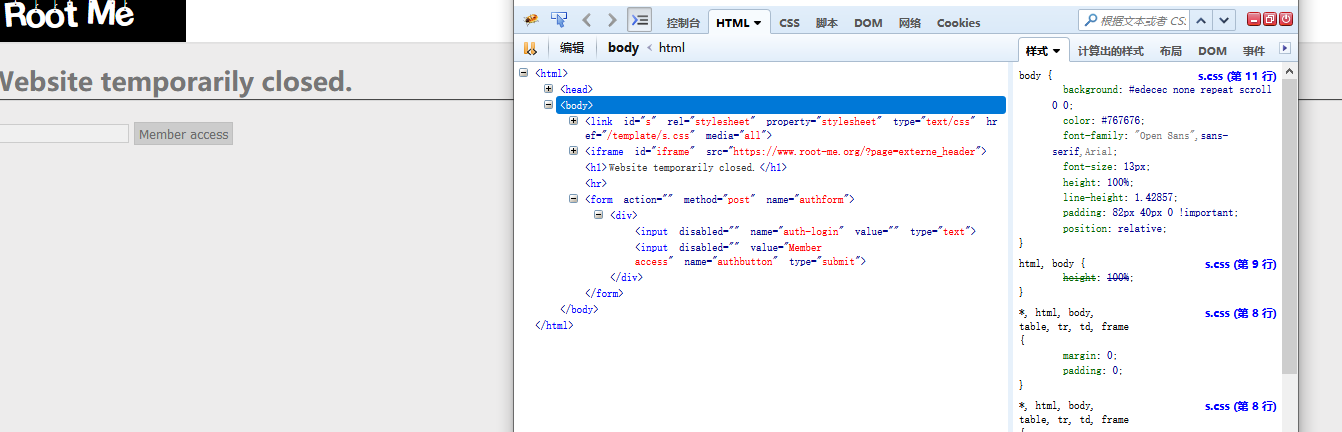 Root Me
Website temporarily closed.
Member access
控制台 HTML CSS 脚本 DOM 网络 Cookies
根据文本或者 CSS
编辑 body < html
<html>
<head>
<body>
<link id="s" rel="stylesheet" property="stylesheet" type="text/css" hr
ef="/template/s.css" media="all">
<iframe id="iframe" src="https://www.root-me.org/?page=externe_header">
<h1>Website temporarily closed.</h1>
<hr>
<form action="" method="post" name="authform">
<div>
<input disabled="" name="auth-login" value="" type="text">
<input disabled="" value="Member
access" name="authbutton" type="submit">
</div>
</form>
</body>
</html>
样式 计算出的样式 布局 DOM 事件
body { s.css (第 11 行)
background: #edecec none repeat scroll
0 0;
color: #767676;
font-family: "Open Sans",sans-
serif,Arial;
font-size: 13px;
height: 100%;
line-height: 1.42857;
padding: 82px 40px 0 !important;
position: relative;
}
html, body { s.css (第 9 行)
height: 100%;
}
*, html, body, s.css (第 8 行)
table, tr, td, frame
{
margin: 0;
padding: 0;
}
*, html, body, s.css (第 8 行)
table, tr, td, frame